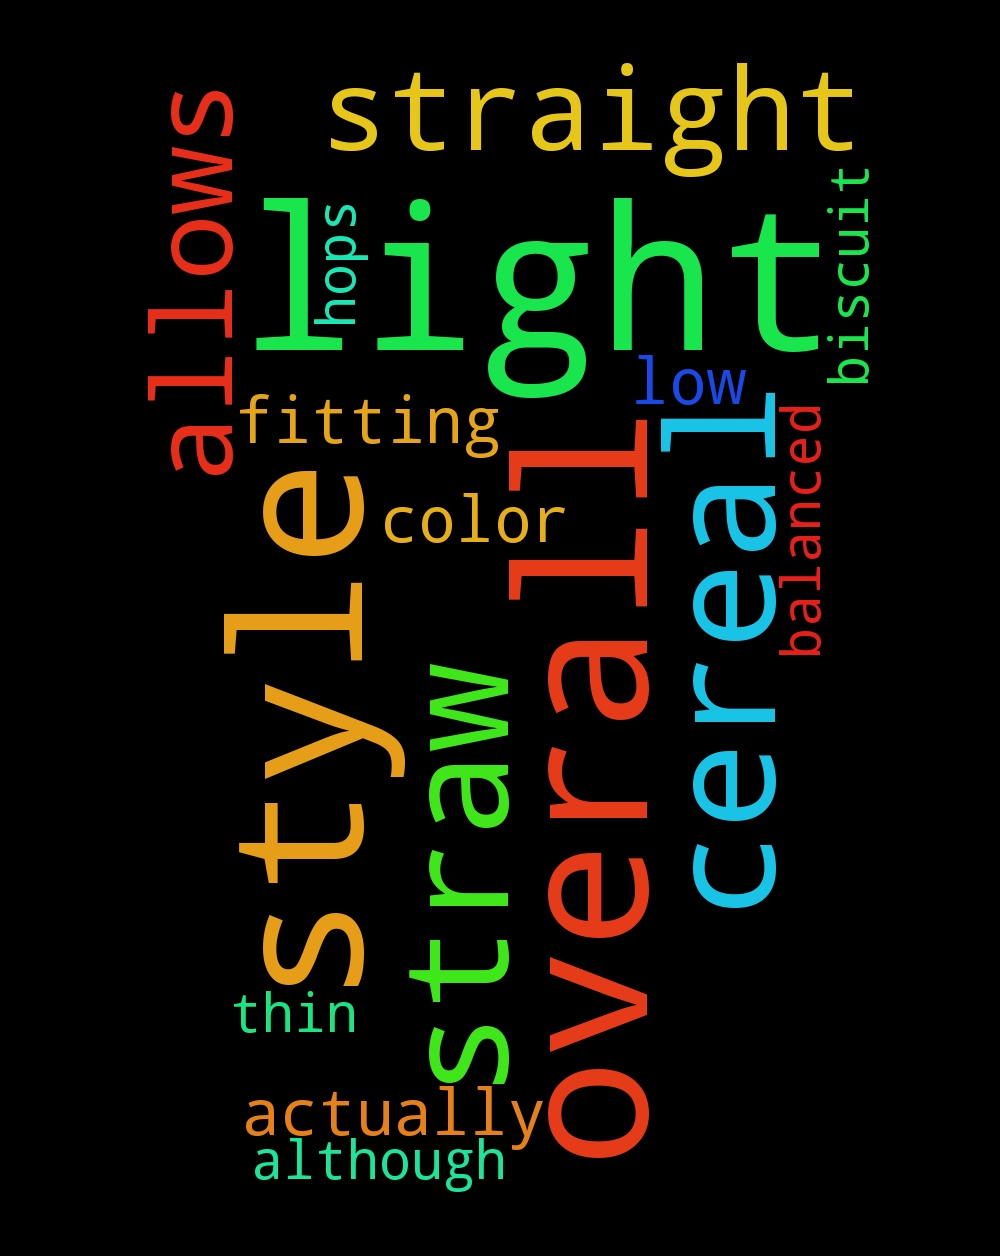 straight
allows
light
hops
biscuit
low
fitting
cereal
balanced
overall
style
color
straw
thin
actually
although